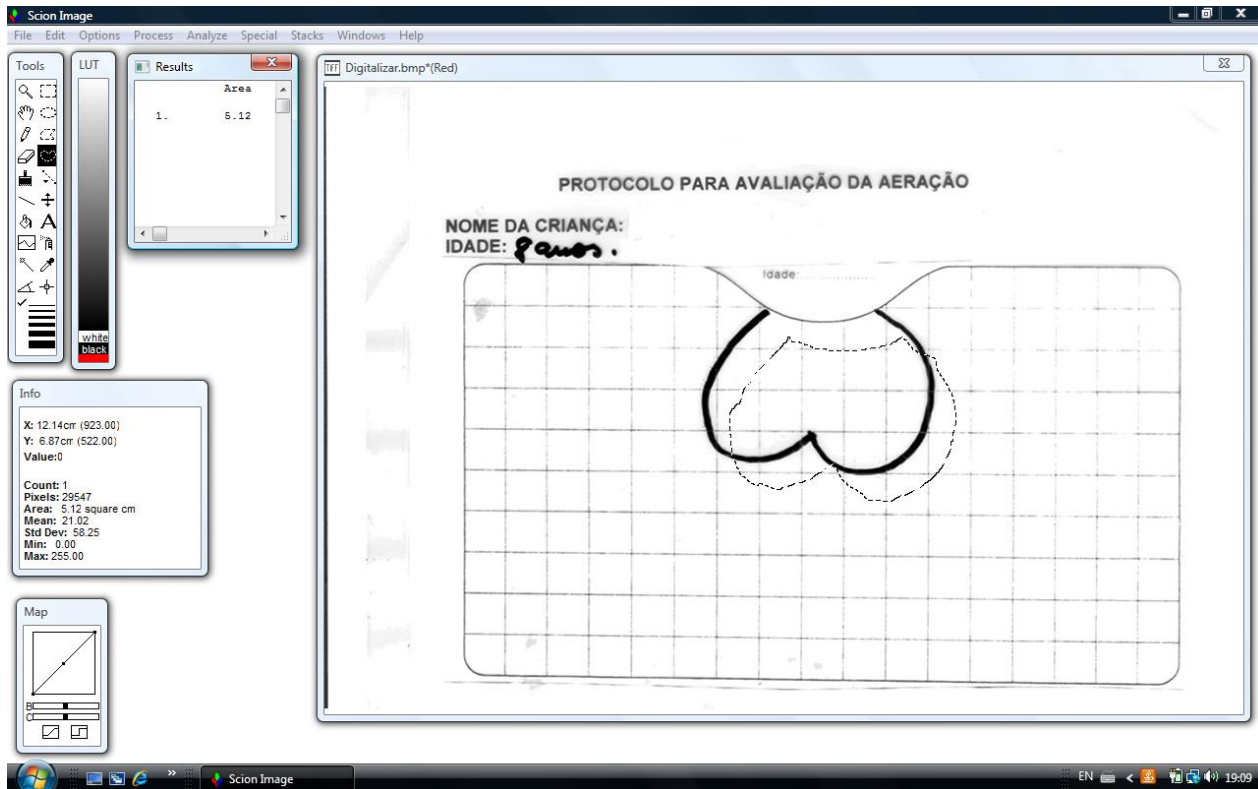 Scion Image
File Edit Options Process Analyze Special Stacks Windows Help
Tools
LUT
Results
TIFF Digitalizar.bmp*(Red)
Area
1. 5.12
A
white
black
PROTOCOLO PARA AVALIAÇÃO DA AERAÇÃO
NOME DA CRIANÇA:
IDADE: 8 anos.
Idade:....................
Info
X: 12.14cm (923.00)
Y: 6.87cm (522.00)
Value:0
Count: 1
Pixels: 29547
Area: 5.12 square cm
Mean: 21.02
Std Dev: 58.25
Min: 0.00
Max: 255.00
Map
B
C
Scion Image
EN
19:09